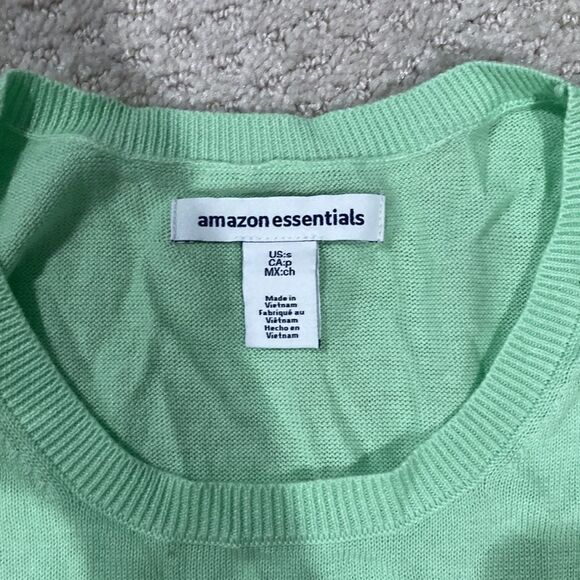 amazon essentials
US:s
CA:p
MX:ch
Made in
Vietnam
Fabriqué au
Viêtnam
Hecho en
Vietnam